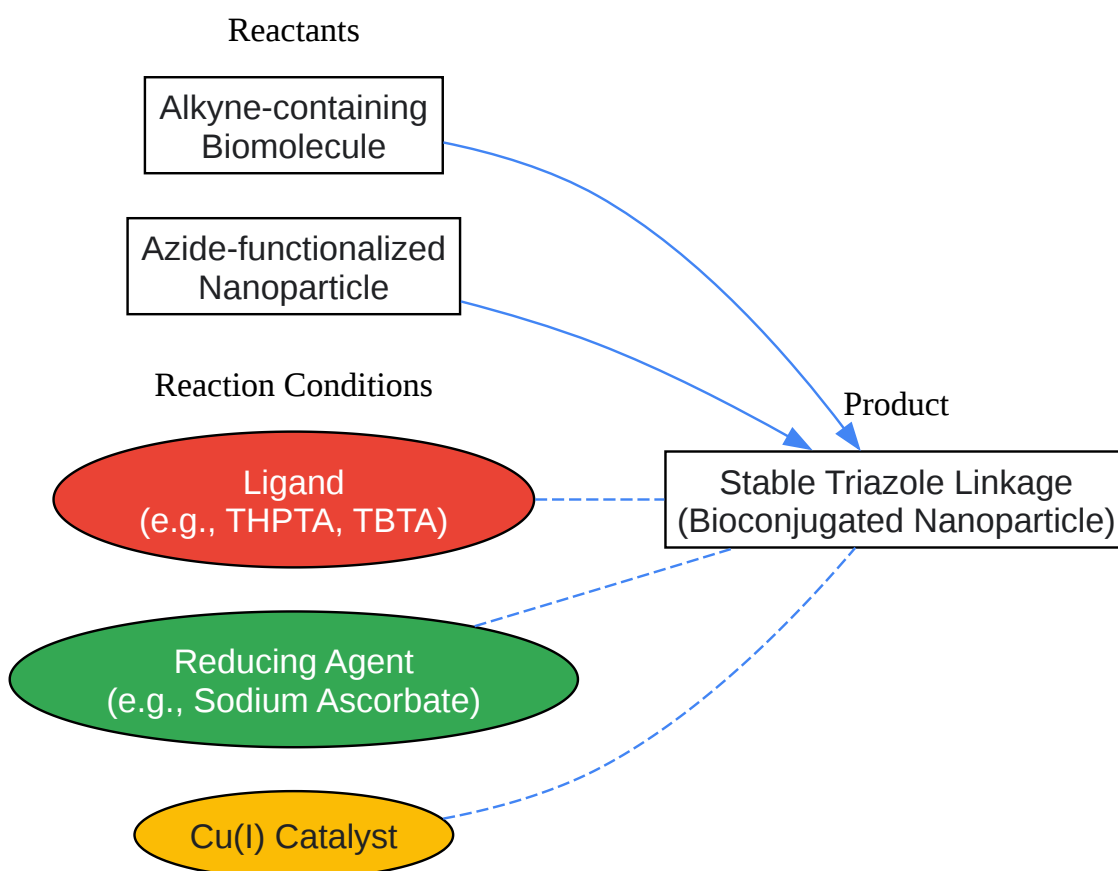 Reactants
Alkyne-containing
Biomolecule
Azide-functionalized
Nanoparticle
Reaction Conditions
Product
Ligand
(e.g., THPTA, TBTA)
Stable Triazole Linkage
(Bioconjugated Nanoparticle)
Reducing Agent
(e.g., Sodium Ascorbate)
Cu(I) Catalyst